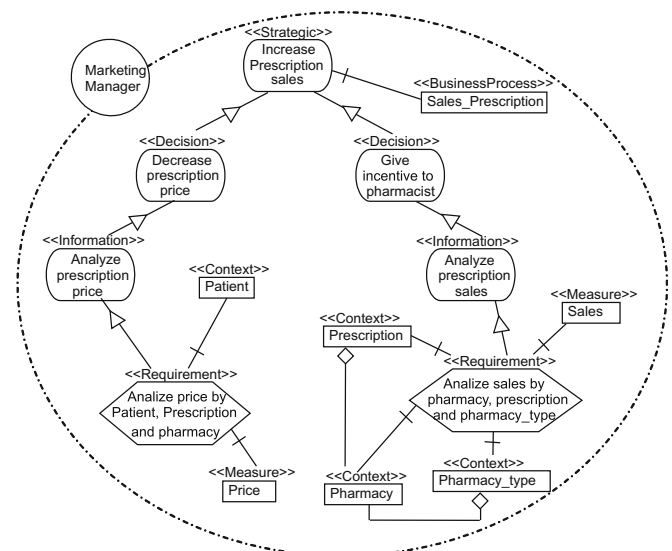 <<Strategic>>
Increase
Prescription
sales
Marketing
Manager
<<BusinessProcess>>
Sales_Prescription
<<Decision>>
Decrease
prescription
price
<<Decision>>
Give
incentive to
pharmacist
<<Information>>
Analyze
prescription
price
<<Information>>
Analyze
prescription
sales
<<Context>>
Patient
<<Measure>>
Sales
<<Context>>
Prescription
<<Requirement>>
Analize price by
Patient, Prescription
and pharmacy
<<Requirement>>
Analize sales by
pharmacy, prescription
and pharmacy_type
<<Measure>>
Price
<<Context>>
Pharmacy
<<Context>>
Pharmacy_type